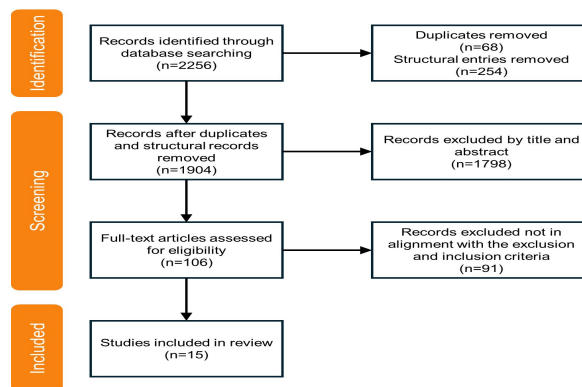 Identification
Records identified through
database searching
(n=2256)
Duplicates removed
(n=68)
Structural entries removed
(n=254)
Screening
Records after duplicates
and structural records
removed
(n=1904)
Records excluded by title and
abstract
(n=1798)
Full-text articles assessed
for eligibility
(n=106)
Records excluded not in
alignment with the exclusion
and inclusion criteria
(n=91)
Included
Studies included in review
(n=15)